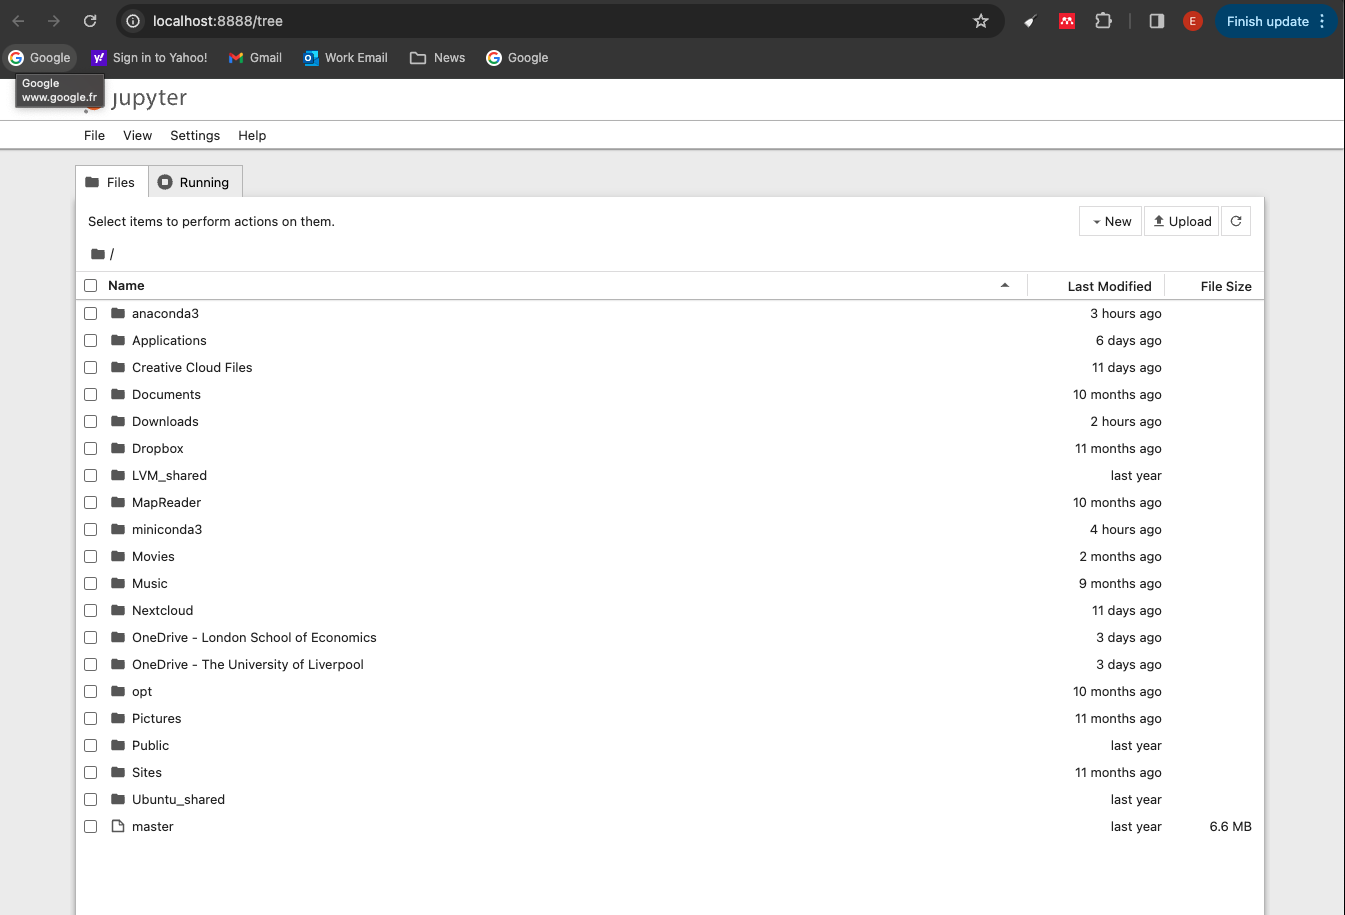 localhost:8888/tree
E
Finish update
Google
Sign in to Yahoo!
Gmail
Work Email
News
Google
Google
www.google.fr
jupyter
File View Settings Help
Files Running
Select items to perform actions on them.
New Upload
/
Name Last Modified File Size
anaconda3 3 hours ago
Applications 6 days ago
Creative Cloud Files 11 days ago
Documents 10 months ago
Downloads 2 hours ago
Dropbox 11 months ago
LVM_shared last year
MapReader 10 months ago
miniconda3 4 hours ago
Movies 2 months ago
Music 9 months ago
Nextcloud 11 days ago
OneDrive - London School of Economics 3 days ago
OneDrive - The University of Liverpool 3 days ago
opt 10 months ago
Pictures 11 months ago
Public last year
Sites 11 months ago
Ubuntu_shared last year
master last year 6.6 MB